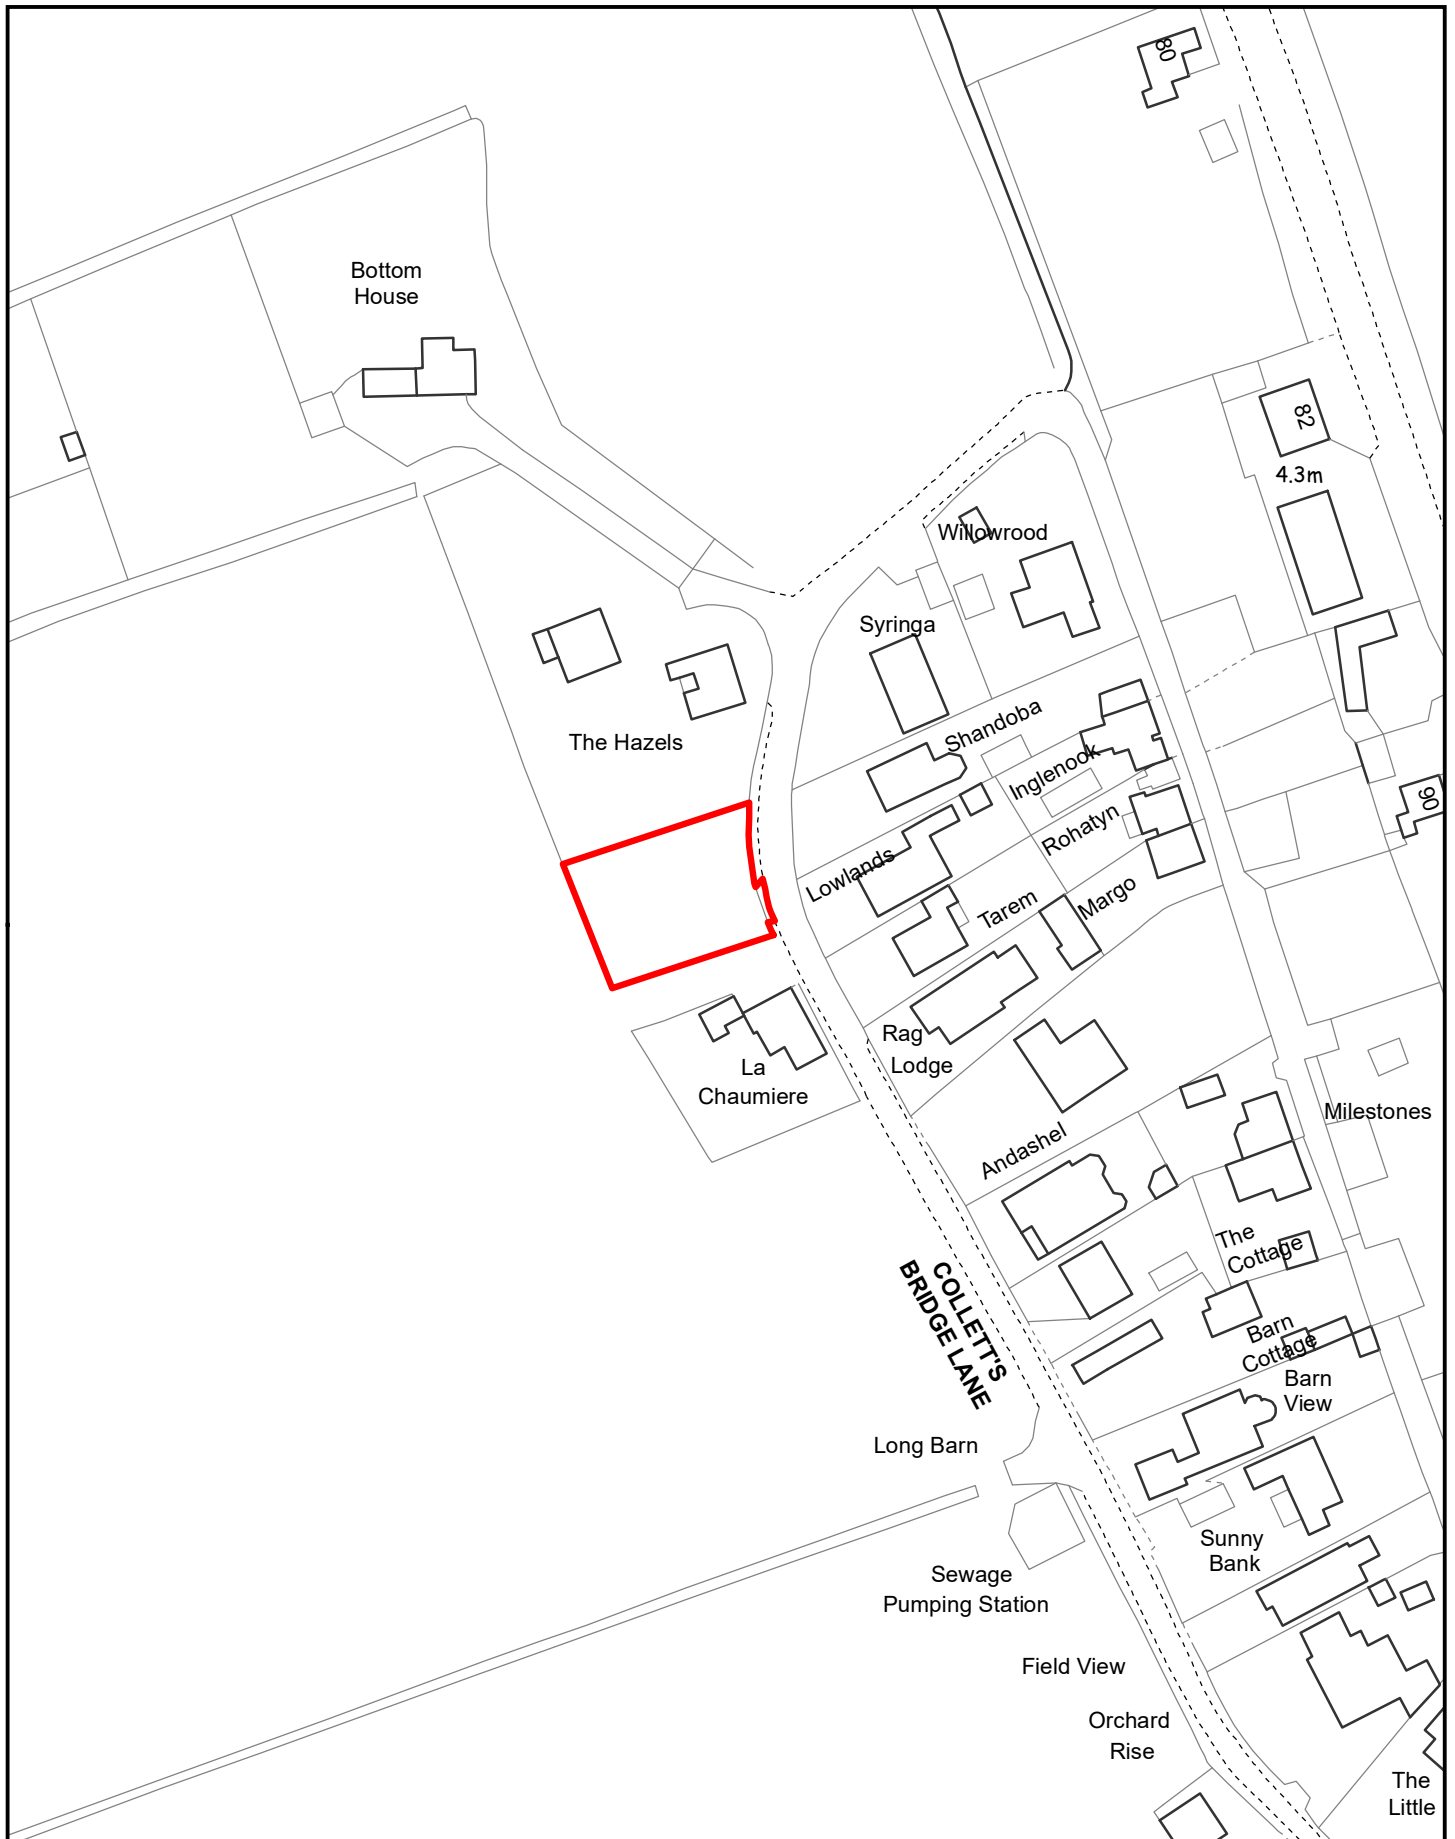 80
Bottom
House
82
4.3m
Willowrood
Syringa
Shandoba
The Hazels
Inglenook
90
Rohatyn
Lowlands
Margo
Tarem
Rag
Lodge
La
Chaumiere
Milestones
Andashel
The
Cottage
COLLETT'S
BRIDGE LANE
Barn
Cottage
Barn
View
Long Barn
Sunny
Bank
Sewage
Pumping Station
Field View
Orchard
Rise
The
Little